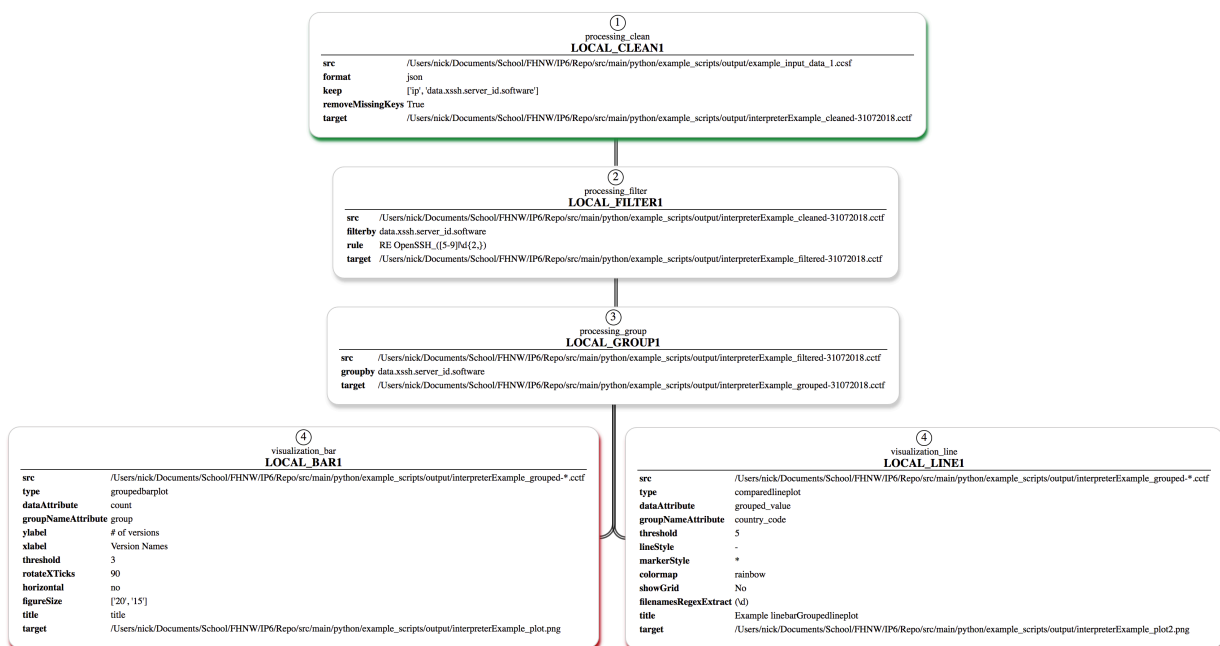 1
processing_clean
LOCAL_CLEAN1
src /Users/nick/Documents/School/FHNW/IP6/Repo/src/main/python/example_scripts/output/example_input_data_1.ccsf
format json
keep ['ip', 'data.xssh.server_id.software']
removeMissingKeys True
target /Users/nick/Documents/School/FHNW/IP6/Repo/src/main/python/example_scripts/output/interpreterExample_cleaned-31072018.cctf
2
processing_filter
LOCAL_FILTER1
src /Users/nick/Documents/School/FHNW/IP6/Repo/src/main/python/example_scripts/output/interpreterExample_cleaned-31072018.cctf
filterby data.xssh.server_id.software
rule RE OpenSSH_([5-9]|\d{2,})
target /Users/nick/Documents/School/FHNW/IP6/Repo/src/main/python/example_scripts/output/interpreterExample_filtered-31072018.cctf
3
processing_group
LOCAL_GROUP1
src /Users/nick/Documents/School/FHNW/IP6/Repo/src/main/python/example_scripts/output/interpreterExample_filtered-31072018.cctf
groupby data.xssh.server_id.software
target /Users/nick/Documents/School/FHNW/IP6/Repo/src/main/python/example_scripts/output/interpreterExample_grouped-31072018.cctf
4
visualization_bar
LOCAL_BAR1
src /Users/nick/Documents/School/FHNW/IP6/Repo/src/main/python/example_scripts/output/interpreterExample_grouped-*.cctf
type groupedbarplot
dataAttribute count
groupNameAttribute group
ylabel # of versions
xlabel Version Names
threshold 3
rotateXTicks 90
horizontal no
figureSize ['20', '15']
title title
target /Users/nick/Documents/School/FHNW/IP6/Repo/src/main/python/example_scripts/output/interpreterExample_plot.png
4
visualization_line
LOCAL_LINE1
src /Users/nick/Documents/School/FHNW/IP6/Repo/src/main/python/example_scripts/output/interpreterExample_grouped-*.cctf
type comparedlineplot
dataAttribute grouped_value
groupNameAttribute country_code
threshold 5
lineStyle -
markerStyle *
colormap rainbow
showGrid No
filenamesRegexExtract (\d)
title Example linebarGroupedlineplot
target /Users/nick/Documents/School/FHNW/IP6/Repo/src/main/python/example_scripts/output/interpreterExample_plot2.png